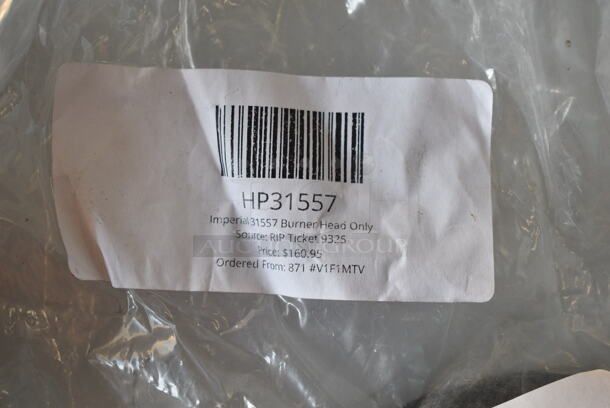 HP31557
Imperial 31557 Burner Head Only
Source: RIP Ticket 9325
Price: $160.95
Ordered From: 871 #V1F1MTV